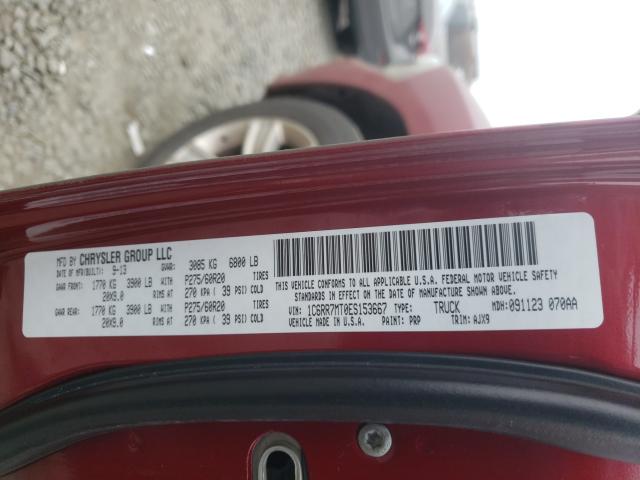 MFD BY CHRYSLER GROUP LLC
DATE OF MFR(BUILT): 9-13 GVWR: 3085 KG 6800 LB
GAWR FRONT: 1770 KG 3900 LB WITH P275/60R20 TIRES
20X9.0 RIMS AT 270 KPA ( 39 PSI) COLD
GAWR REAR: 1770 KG 3900 LB WITH P275/60R20 TIRES
20X9.0 RIMS AT 270 KPA ( 39 PSI) COLD
THIS VEHICLE CONFORMS TO ALL APPLICABLE U.S.A. FEDERAL MOTOR VEHICLE SAFETY
STANDARDS IN EFFECT ON THE DATE OF MANUFACTURE SHOWN ABOVE.
VIN: 1C6RR7MT0ES153667 TYPE: TRUCK MDH: 091123 070AA
VEHICLE MADE IN U.S.A. PAINT: PRP TRIM: AJX9